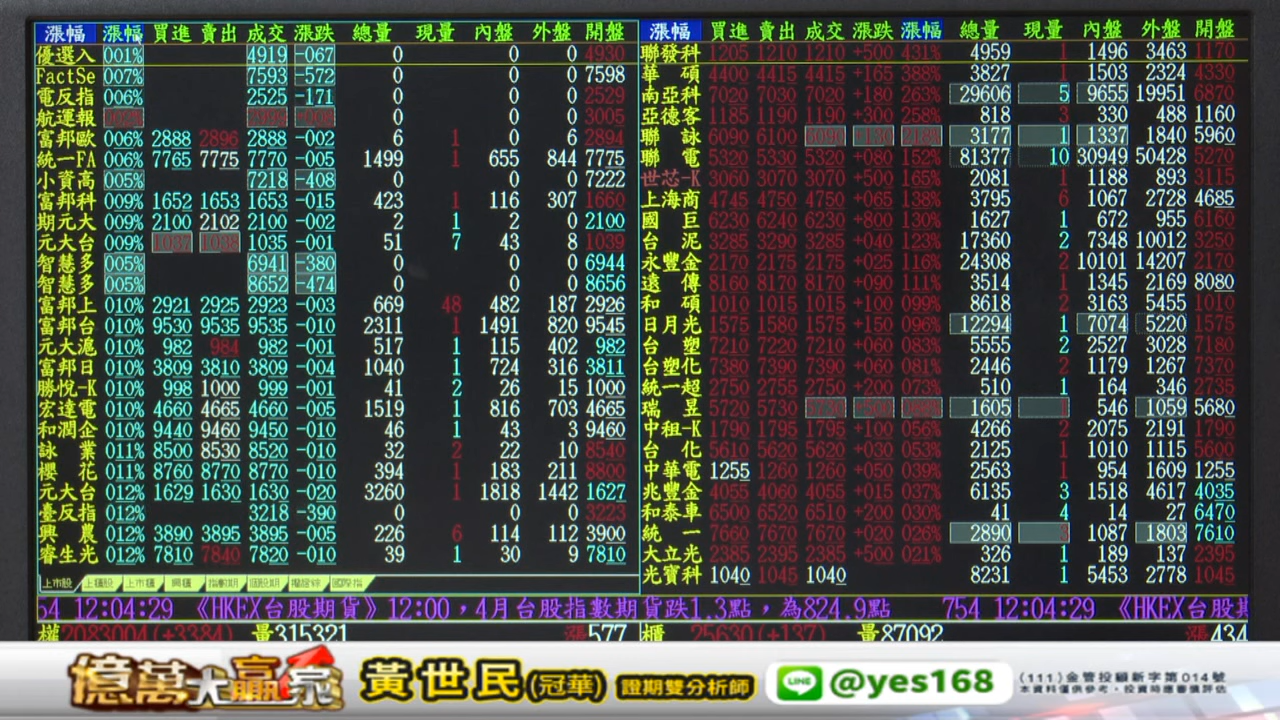 漲幅 漲幅 買進 賣出 成交 漲跌 總量 現量 內盤 外盤 開盤
優選入 001% 4919 -067 0 0 0 4930
FactSe 007% 7593 -572 0 0 0 7598
電反指 006% 2525 -171 0 0 0 2529
航運報 0 0 0 3005
富邦歐 006% 2888 2896 2888 -002 6 1 6 0 2894
統一FA 006% 7765 7775 7770 -005 1499 1 655 844 7775
小資高 005% 7218 -408 0 0 0 7222
富邦科 009% 1652 1653 1653 -015 423 1 116 307 1660
期元大 009% 2100 2102 2100 -002 2 1 2 0 2100
元大台 009% 1037 1038 1035 -001 51 7 43 8 1039
智慧多 005% 6941 -380 0 0 0 6944
智慧多 005% 8652 -474 0 0 0 8656
富邦上 010% 2921 2925 2923 -003 669 48 482 187 2926
富邦台 010% 9530 9535 9535 -010 2311 1 1491 820 9545
元大滬 010% 982 984 982 -001 517 1 115 402 982
富邦日 010% 3809 3810 3809 -004 1040 1 724 316 3811
勝悅-K 010% 998 1000 999 -001 41 2 26 15 1000
宏達電 010% 4660 4665 4660 -005 1519 1 816 703 4665
和潤企 010% 9440 9460 9450 -010 46 1 43 3 9460
詠業 011% 8500 8530 8520 -010 32 2 22 10 8540
櫻花 011% 8760 8770 8770 -010 394 1 183 211 8800
元大台 012% 1629 1630 1630 -020 3260 1 1818 1442 1627
臺反指 012% 3218 -390 0 0 0 3223
興農 012% 3890 3895 3895 -005 226 6 114 112 3900
睿生光 012% 7810 7840 7820 -010 39 1 30 9 7810
上市股 上櫃股 上市櫃 興櫃 指數期 個股期 權證綜 國際指
漲幅 買進 賣出 成交 漲跌 漲幅 總量 現量 內盤 外盤 開盤
聯發科 1205 1210 1210 +500 431% 4959 1 1496 3463 1170
華碩 4400 4415 4415 +165 388% 3827 1 1503 2324 4330
南亞科 7020 7030 7020 +180 263% 29606 5 9655 19951 6870
亞德客 1185 1190 1190 +300 258% 818 3 330 488 1160
聯詠 6090 6100 6090 +130 218% 3177 1 1337 1840 5960
聯電 5320 5330 5320 +080 152% 81377 10 30949 50428 5270
世芯-K 3060 3070 3070 +500 165% 2081 1 1188 893 3115
上海商 4745 4750 4750 +065 138% 3795 6 1067 2728 4685
國巨 6230 6240 6230 +800 130% 1627 1 672 955 6160
台泥 3285 3290 3285 +040 123% 17360 2 7348 10012 3250
永豐金 2170 2175 2175 +025 116% 24308 2 10101 14207 2170
遠傳 8160 8170 8170 +090 111% 3514 1 1345 2169 8080
和碩 1010 1015 1015 +100 099% 8618 2 3163 5455 1010
日月光 1575 1580 1575 +150 096% 12294 1 7074 5220 1575
台塑 7210 7220 7210 +060 083% 5555 2 2527 3028 7180
台塑化 7380 7390 7390 +060 081% 2446 2 1179 1267 7370
統一超 2750 2755 2750 +200 073% 510 1 164 346 2735
瑞昱 5720 5730 +500 1605 1 546 1059 5680
中租-K 1790 1795 1795 +100 056% 4266 2 2075 2191 1790
台化 5610 5620 5620 +030 053% 2125 1 1010 1115 5600
中華電 1255 1260 1260 +050 039% 2563 1 954 1609 1255
兆豐金 4055 4060 4055 +015 037% 6135 3 1518 4617 4035
和泰車 6500 6520 6510 +200 030% 41 4 14 27 6470
統一 7660 7670 7670 +020 026% 2890 3 1087 1803 7610
大立光 2385 2395 2385 +500 021% 326 1 189 137 2395
光寶科 1040 1045 1040 8231 1 5453 2778 1045
54 12:04:29 《HKEX台股期貨》12:00，4月台股指數期貨跌1.3點，為824.9點 754 12:04:29 《HKEX台股期
權 2083004(+3384) 量315321 漲577 櫃 25630(+137) 量87092 漲434
億萬大贏家 黃世民(冠華) 證期雙分析師 LINE @yes168
(111)金管投顧新字第014號
本資料僅供參考，投資時應審慎評估